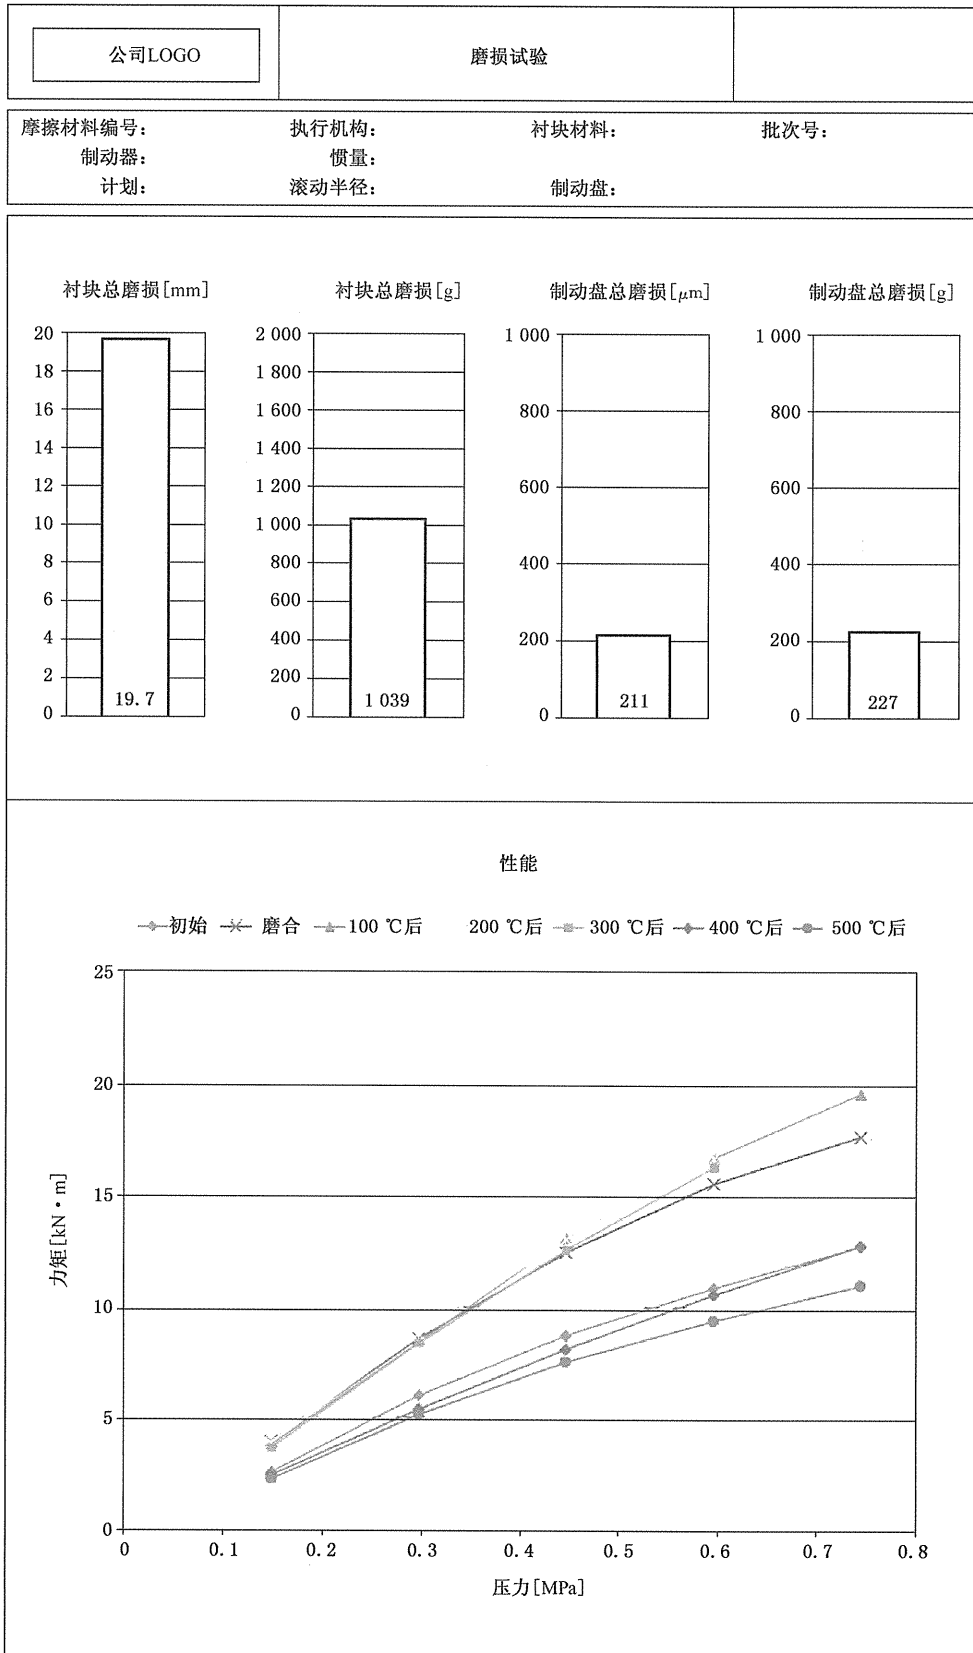 公司LOGO 磨损试验
摩擦材料编号： 执行机构： 衬块材料： 批次号：
制动器： 惯量：
计划： 滚动半径： 制动盘：
衬块总磨损[mm] 衬块总磨损[g] 制动盘总磨损[μm] 制动盘总磨损[g]
20 2 000 1 000 1 000
18 1 800
16 1 600 800 800
14 1 400
12 1 200 600 600
10 1 000
8 800 400 400
6 600
4 400 200 200
2 200
0 19.7 0 1 039 0 211 0 227
性能
初始 磨合 100 ℃后 200 ℃后 300 ℃后 400 ℃后 500 ℃后
25
20
15
10
5
0
力矩[kN·m]
0 0.1 0.2 0.3 0.4 0.5 0.6 0.7 0.8
压力[MPa]